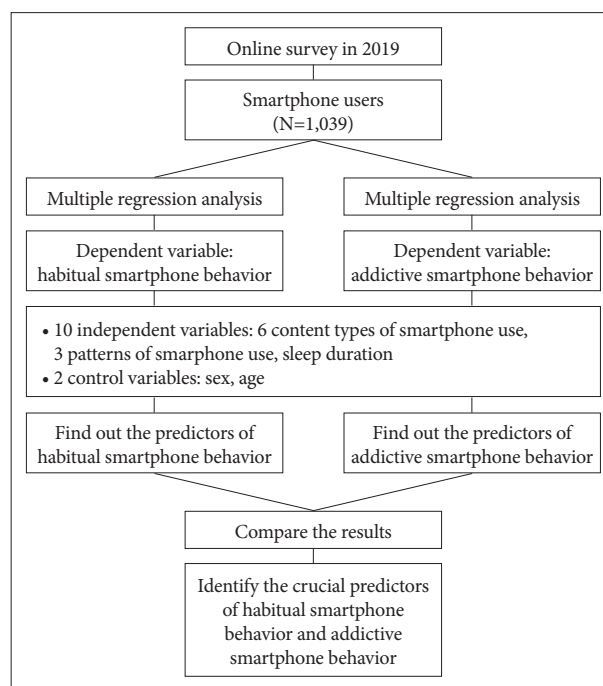 Online survey in 2019
Smartphone users
(N=1,039)
Multiple regression analysis
Multiple regression analysis
Dependent variable:
habitual smartphone behavior
Dependent variable:
addictive smartphone behavior
• 10 independent variables: 6 content types of smartphone use,
3 patterns of smarphone use, sleep duration
• 2 control variables: sex, age
Find out the predictors of
habitual smartphone behavior
Find out the predictors of
addictive smartphone behavior
Compare the results
Identify the crucial predictors
of habitual smartphone
behavior and addictive
smartphone behavior